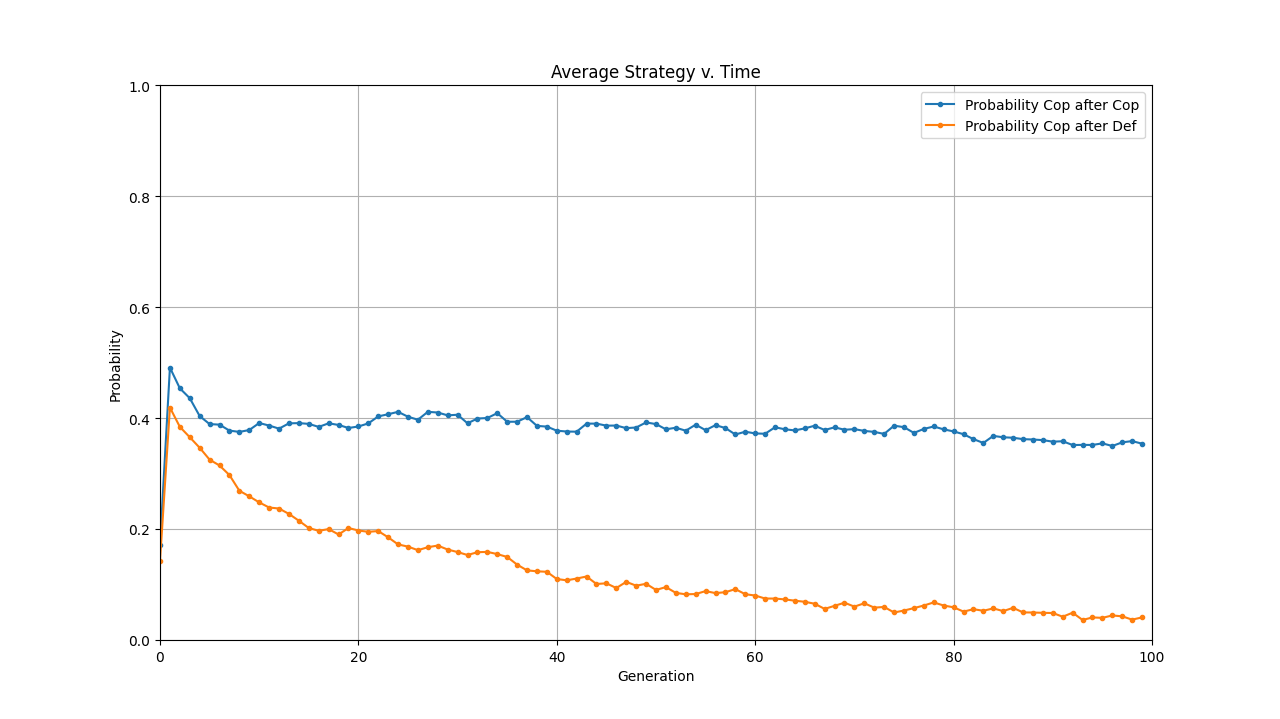 Average Strategy v. Time
Probability Cop after Cop
Probability Cop after Def
Probability
1.0
0.8
0.6
0.4
0.2
0.0
0 20 40 60 80 100
Generation